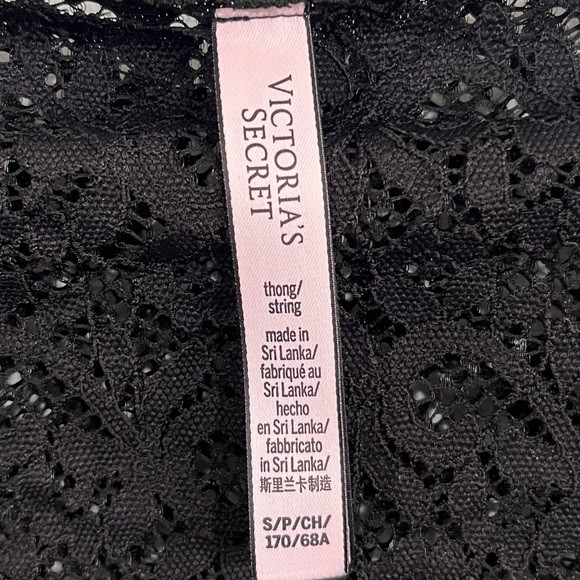 VICTORIA'S
SECRET
thong/
string
made in
Sri Lanka/
fabriqué au
Sri Lanka/
hecho
en Sri Lanka/
fabbricato
in Sri Lanka/
斯里兰卡制造
S/P/CH/
170/68A